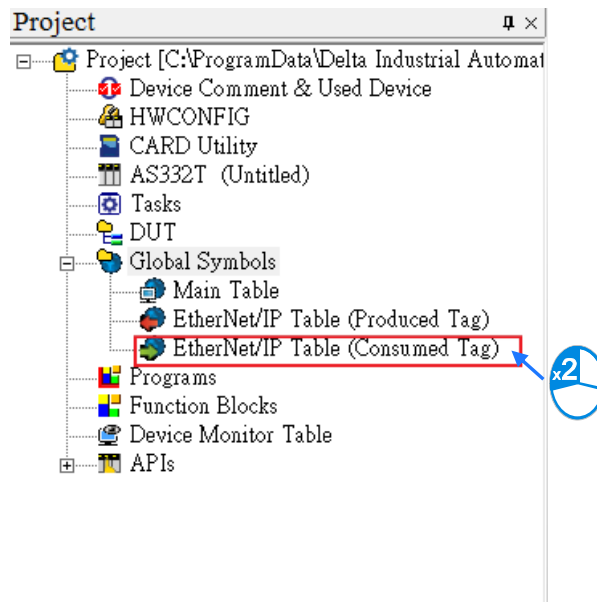 Project
Project [C:\ProgramData\Delta Industrial Automat
Device Comment & Used Device
HWCONFIG
CARD Utility
AS332T (Untitled)
Tasks
DUT
Global Symbols
Main Table
EtherNet/IP Table (Produced Tag)
EtherNet/IP Table (Consumed Tag)
x2
Programs
Function Blocks
Device Monitor Table
APIs